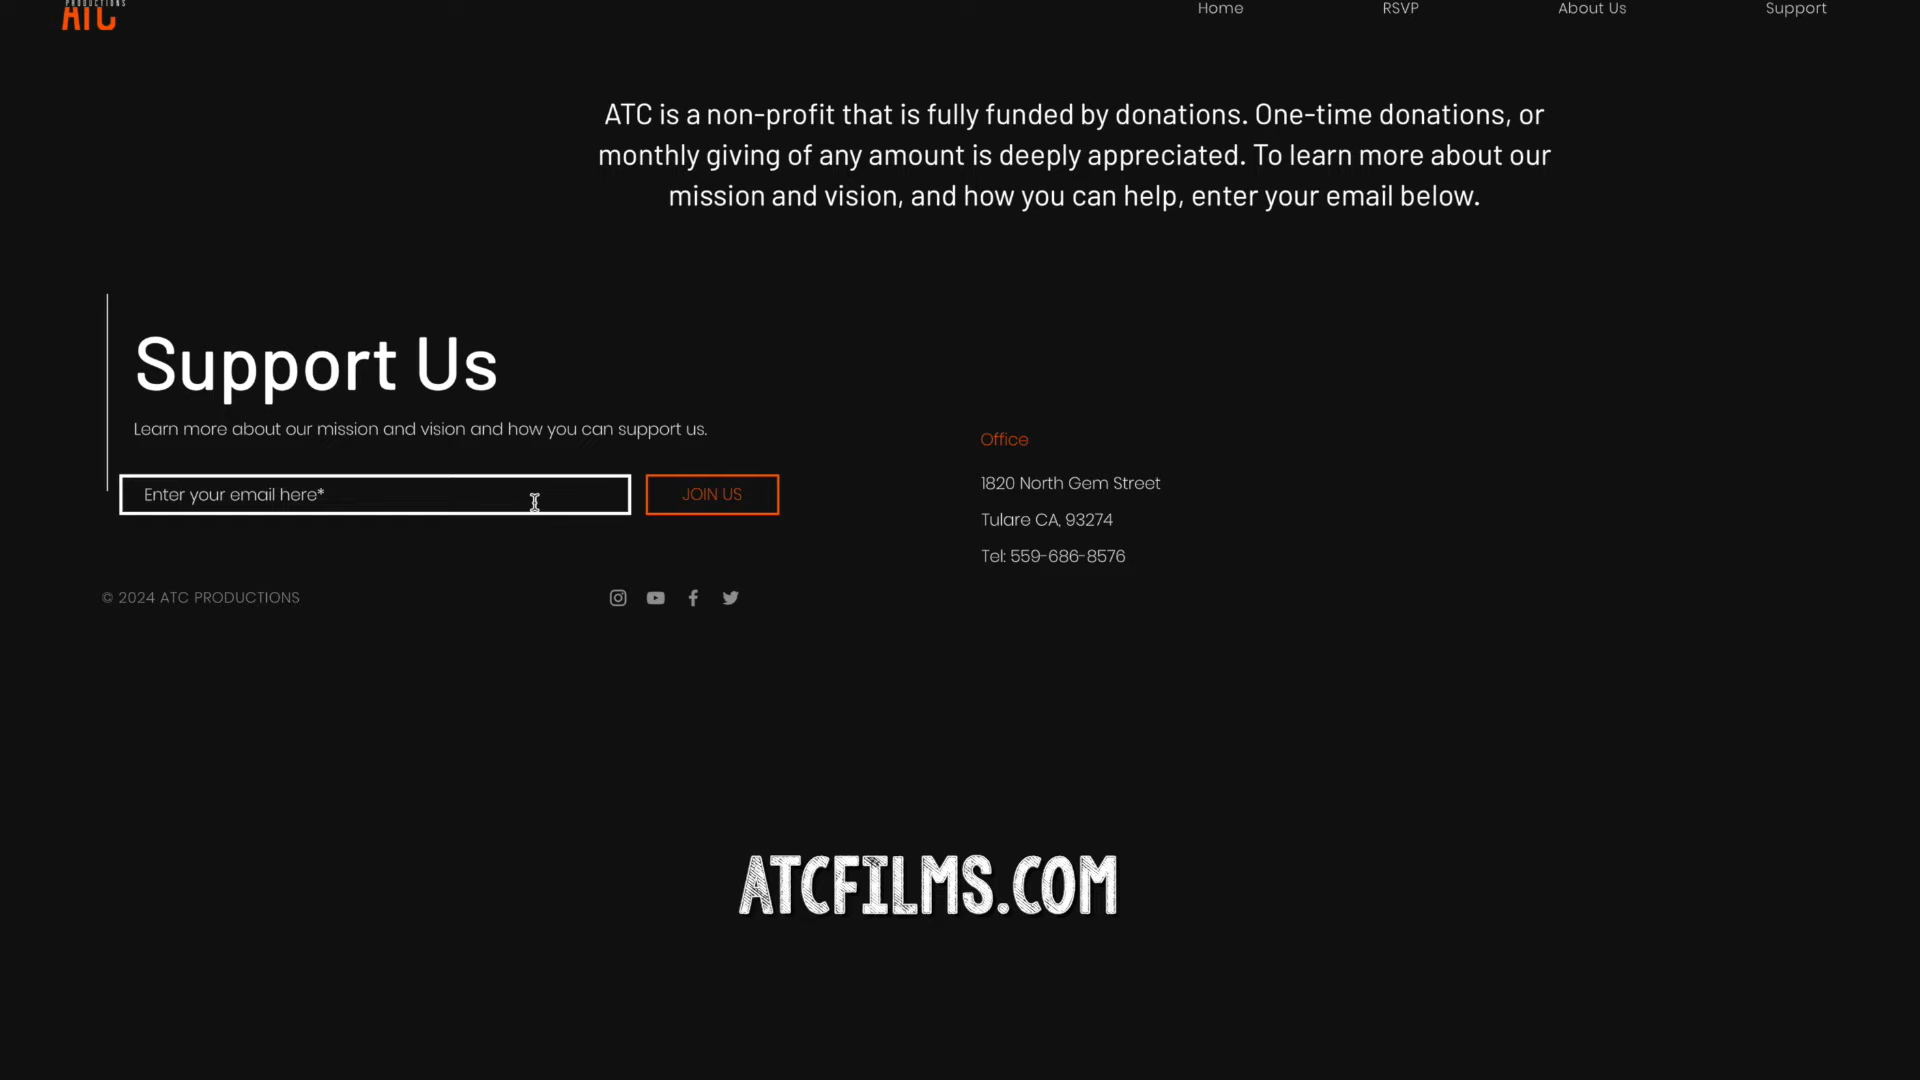 PRODUCTIONS
ATC
Home
RSVP
About Us
Support
ATC is a non-profit that is fully funded by donations. One-time donations, or
monthly giving of any amount is deeply appreciated. To learn more about our
mission and vision, and how you can help, enter your email below.
Support Us
Learn more about our mission and vision and how you can support us.
Enter your email here*
JOIN US
Office
1820 North Gem Street
Tulare CA, 93274
Tel: 559-686-8576
© 2024 ATC PRODUCTIONS
ATCFILMS.COM